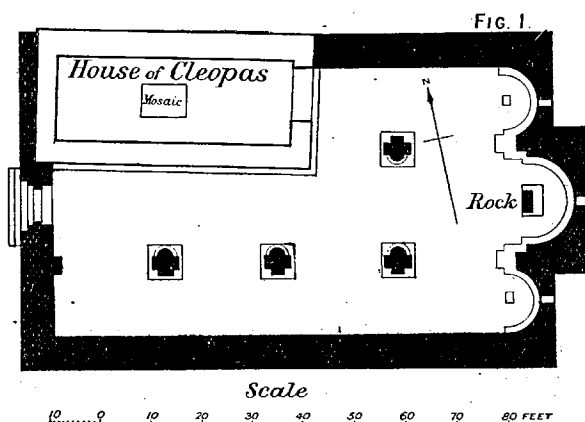 FIG. 1.
House of Cleopas
Mosaic
N
Rock
Scale
10 0 10 20 30 40 50 60 70 80 FEET